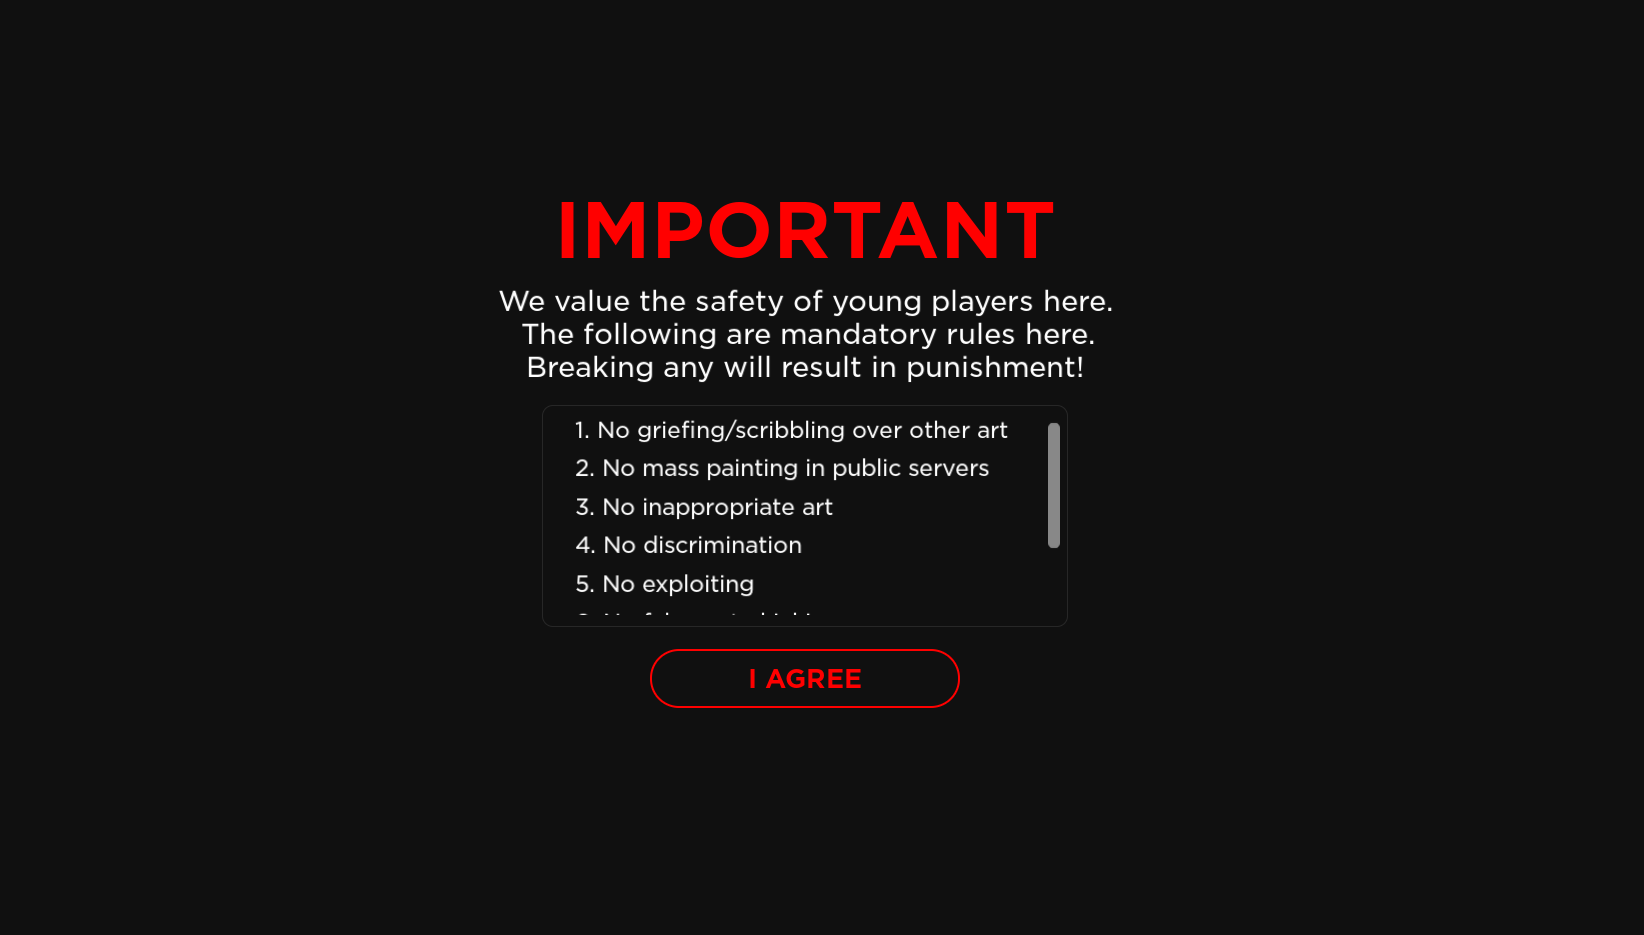 IMPORTANT
We value the safety of young players here.
The following are mandatory rules here.
Breaking any will result in punishment!
1. No griefing/scribbling over other art
2. No mass painting in public servers
3. No inappropriate art
4. No discrimination
5. No exploiting
I AGREE